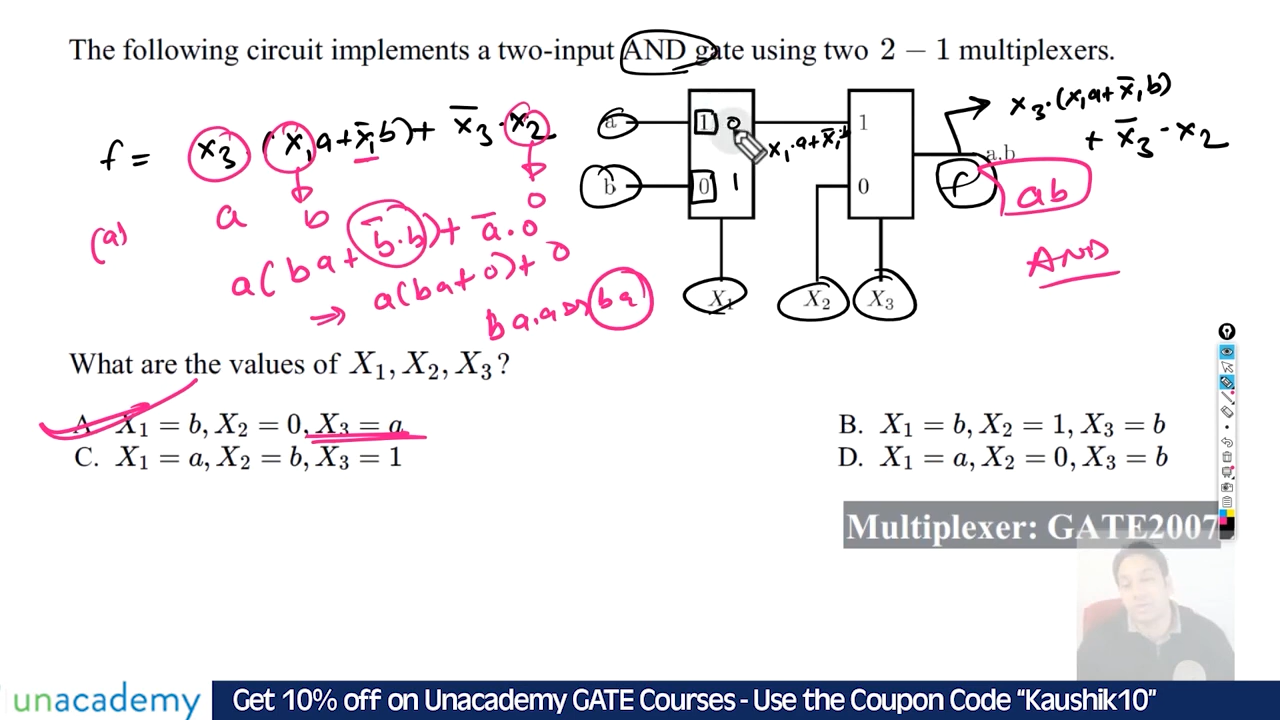 The following circuit implements a two-input AND gate using two 2 − 1 multiplexers.
f = x₃ · (x₁a + x̄₁b) + x̄₃ · x₂
a b 0
(a) a(ba + b̄·b) + ā·0
⇒ a(ba + 0) + 0
ba·a ⇒ ba
a 1 0
b 0 1
x₁·a + x̄₁
1
0
x₃·(x₁a + x̄₁b)
+ x̄₃ · x₂
a.b
f
ab
AND
X₁ X₂ X₃
What are the values of X₁, X₂, X₃?
A. X₁ = b, X₂ = 0, X₃ = a
B. X₁ = b, X₂ = 1, X₃ = b
C. X₁ = a, X₂ = b, X₃ = 1
D. X₁ = a, X₂ = 0, X₃ = b
Multiplexer: GATE2007
unacademy
Get 10% off on Unacademy GATE Courses - Use the Coupon Code “Kaushik10”